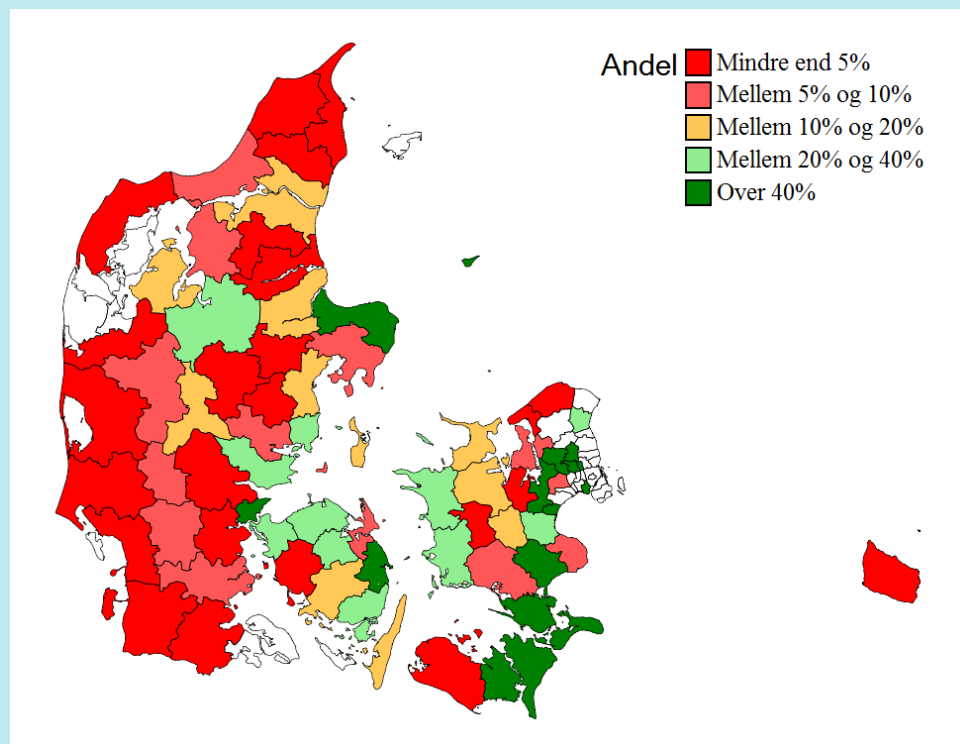 Andel
Mindre end 5%
Mellem 5% og 10%
Mellem 10% og 20%
Mellem 20% og 40%
Over 40%